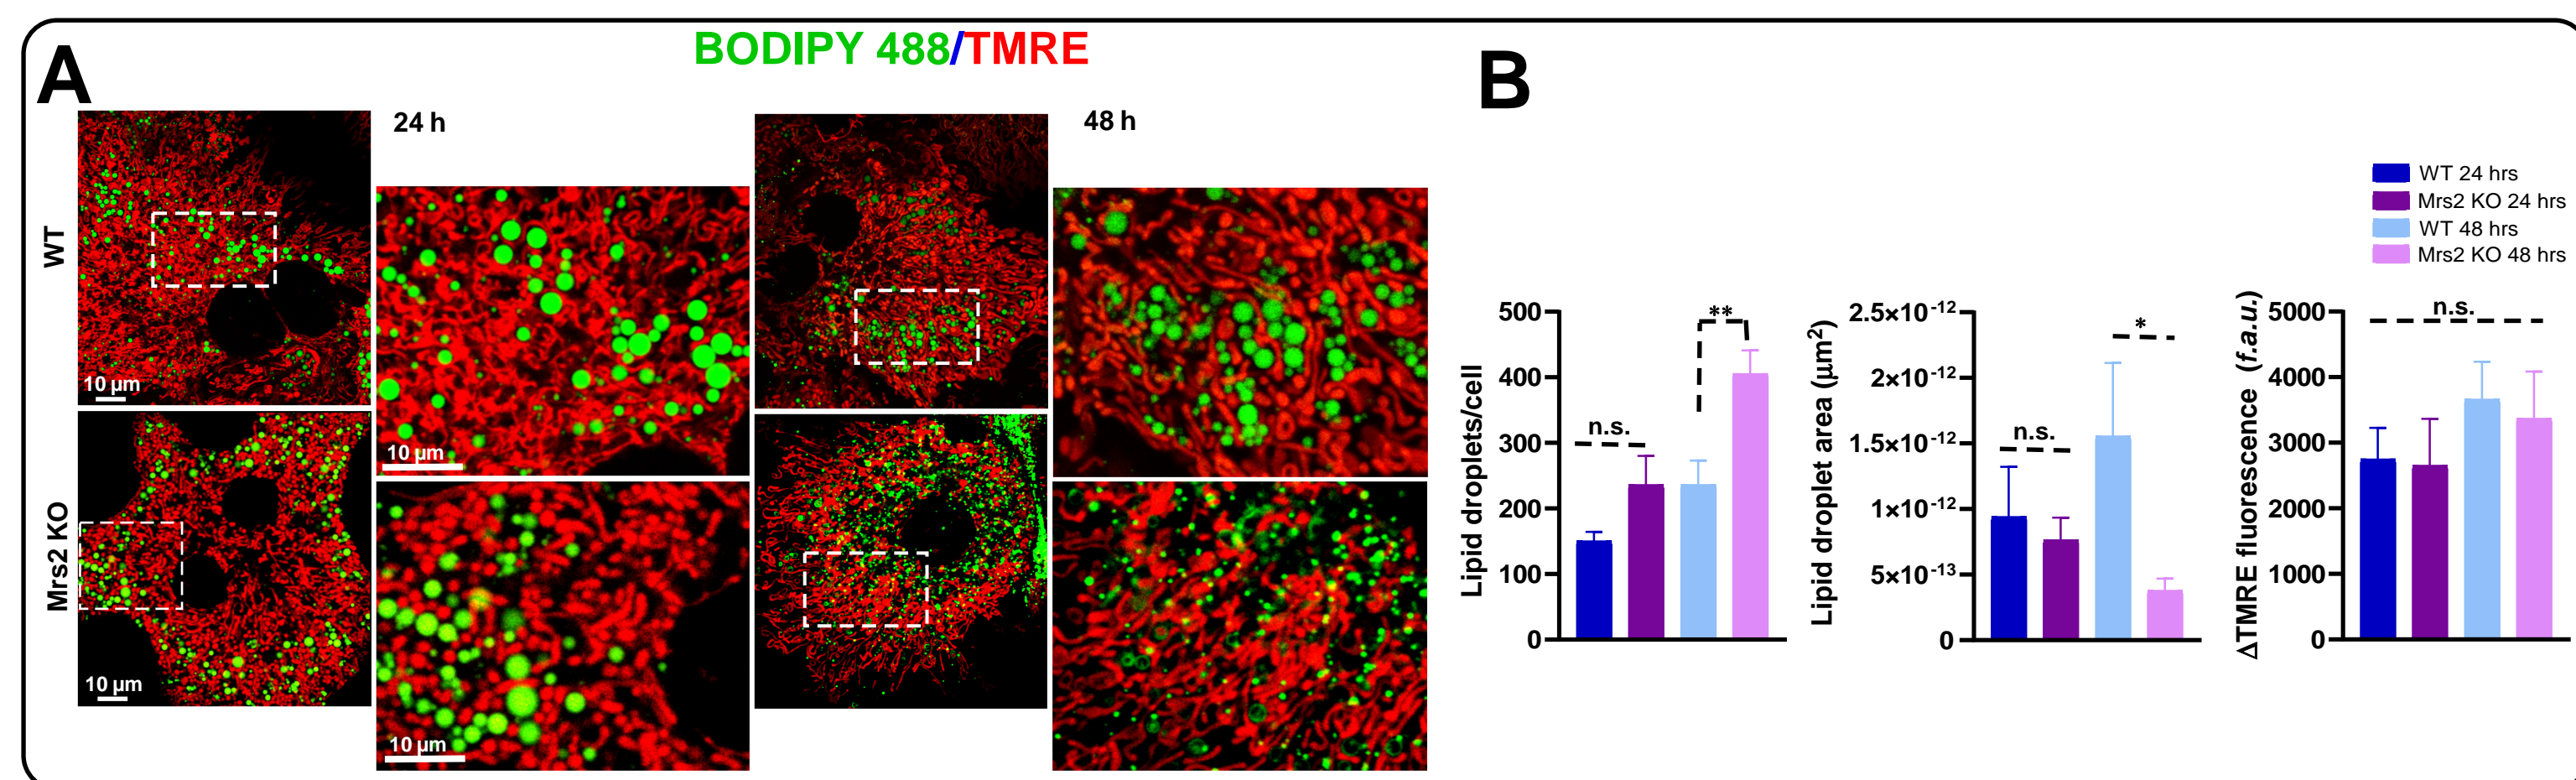 A
BODIPY 488/TMRE
24 h
48 h
WT
10 µm
10 µm
Mrs2 KO
10 µm
10 µm
B
WT 24 hrs
Mrs2 KO 24 hrs
WT 48 hrs
Mrs2 KO 48 hrs
Lipid droplets/cell
500
400
300
200
100
0
n.s.
**
Lipid droplet area (µm²)
2.5×10⁻¹²
2×10⁻¹²
1.5×10⁻¹²
1×10⁻¹²
5×10⁻¹³
0
n.s.
*
ΔTMRE fluorescence (f.a.u.)
5000
4000
3000
2000
1000
0
n.s.